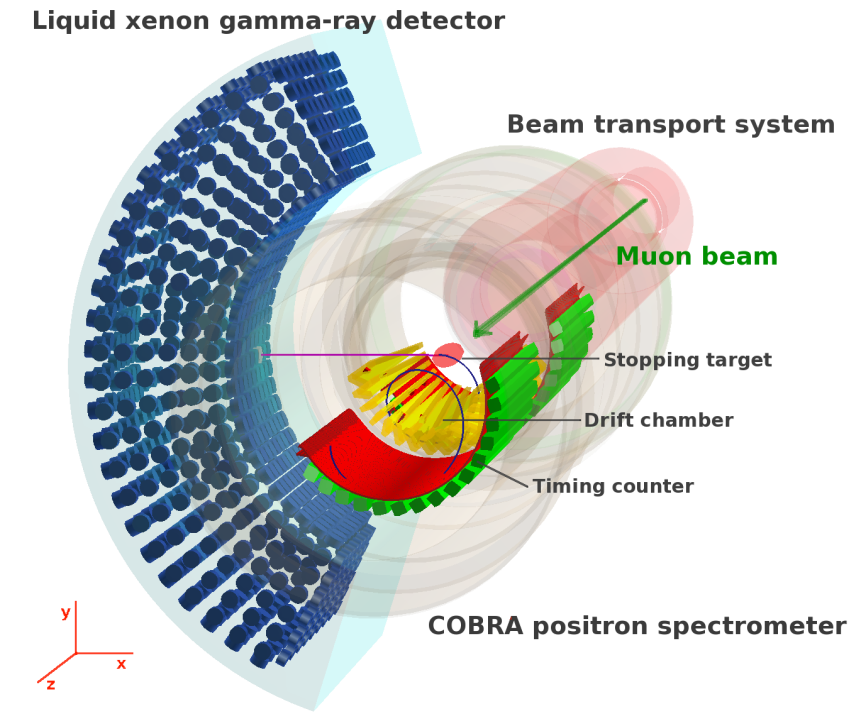 Liquid xenon gamma-ray detector
Beam transport system
Muon beam
Stopping target
Drift chamber
Timing counter
COBRA positron spectrometer
y
x
z